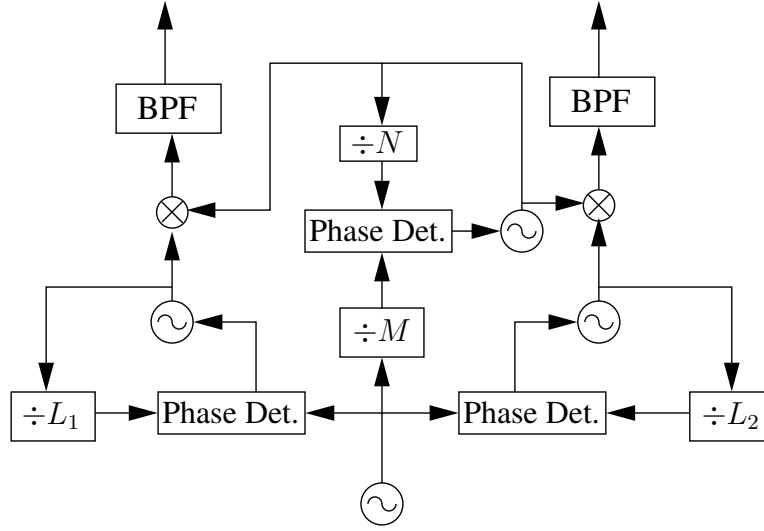 BPF
BPF
÷N
Phase Det.
÷M
÷L₁
Phase Det.
Phase Det.
÷L₂